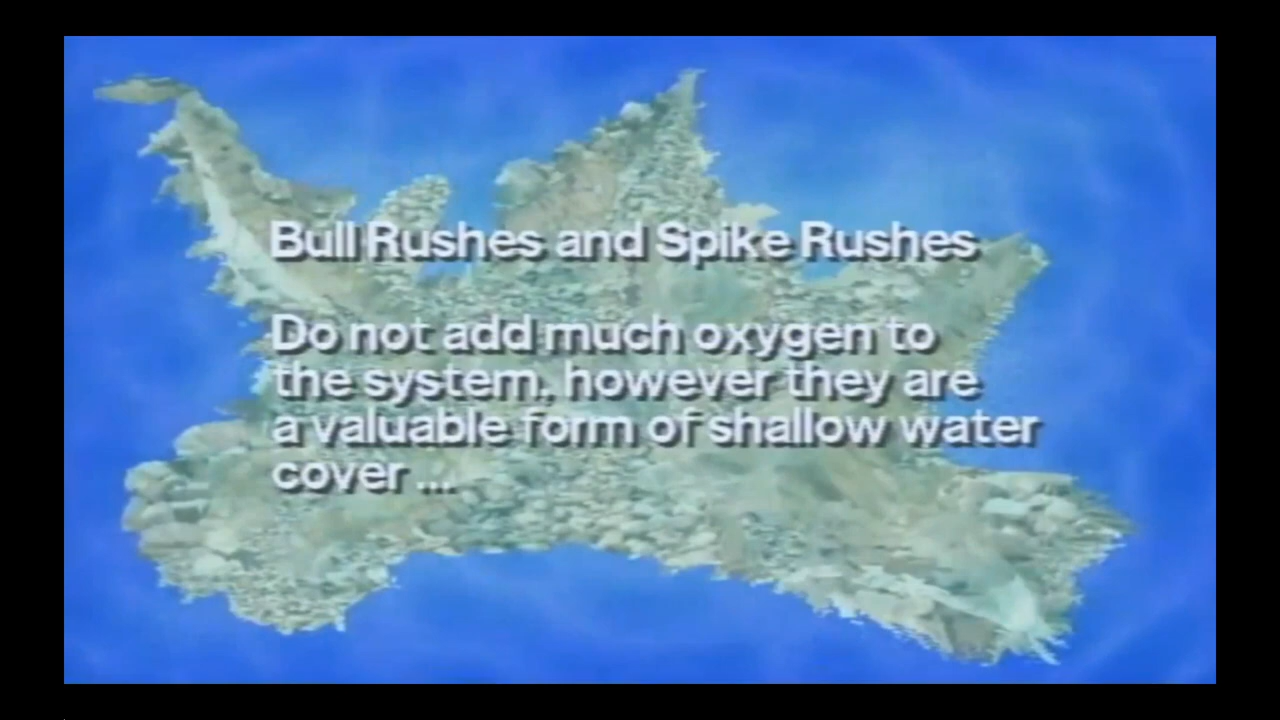 Bull Rushes and Spike Rushes
Do not add much oxygen to
the system, however they are
a valuable form of shallow water
cover ...